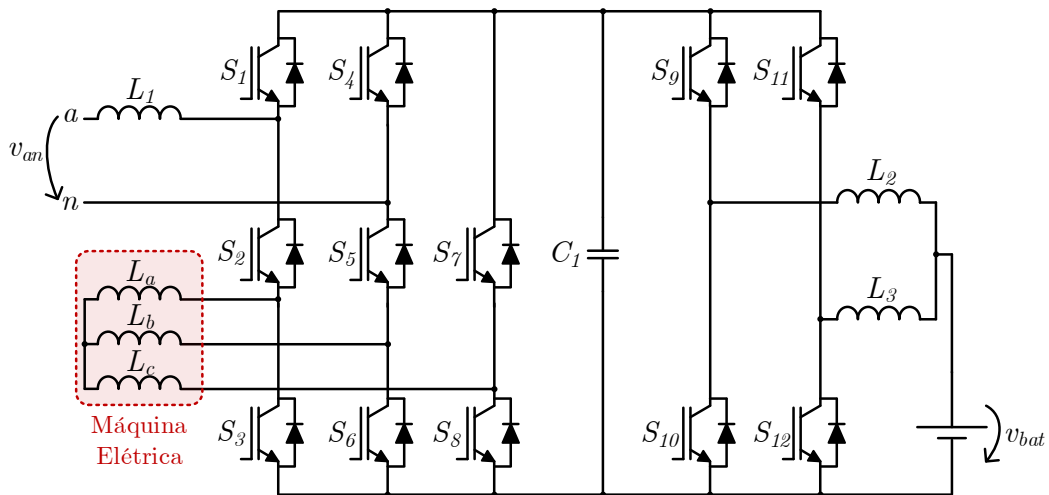 S1
S4
S9
S11
L1
a
van
n
L2
S2
S5
S7
C1
La
L3
Lb
Lc
Máquina
Elétrica
S3
S6
S8
S10
S12
vbat